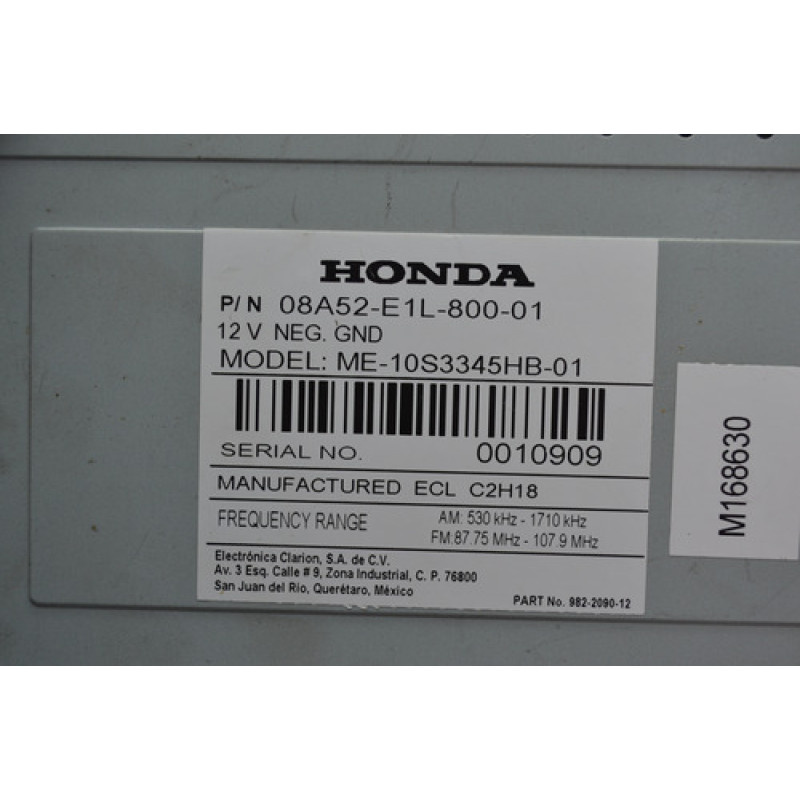 HONDA
P/N 08A52-E1L-800-01
12 V NEG. GND
MODEL: ME-10S3345HB-01
SERIAL NO. 0010909
MANUFACTURED ECL C2H18
FREQUENCY RANGE AM: 530 kHz - 1710 kHz
FM:87.75 MHz - 107.9 MHz
Electrónica Clarion, S.A. de C.V.
Av. 3 Esq. Calle # 9, Zona Industrial, C. P. 76800
San Juan del Rio, Querétaro, México
PART No. 982-2090-12
M168630